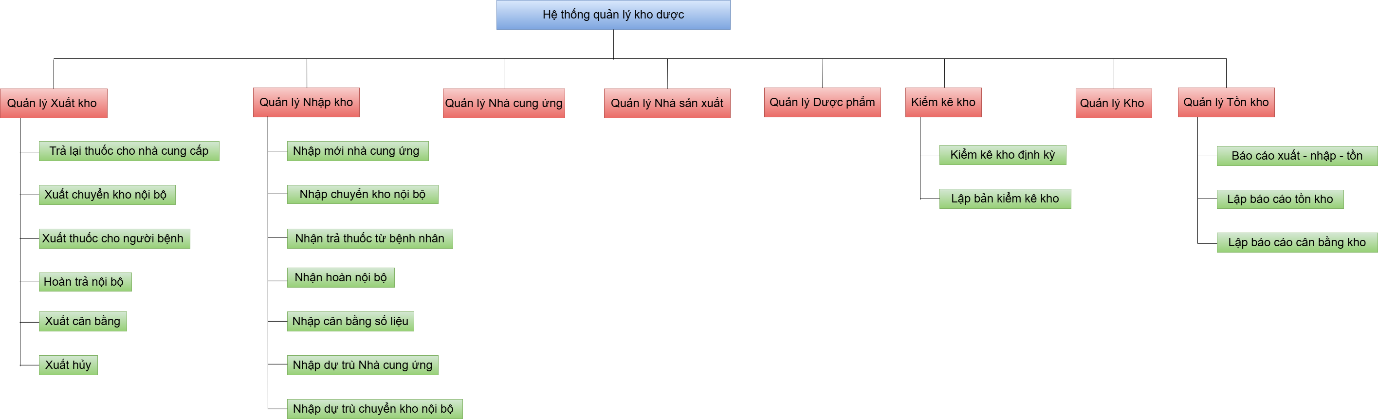 Hệ thống quản lý kho dược
Quản lý Xuất kho
Quản lý Nhập kho
Quản lý Nhà cung ứng
Quản lý Nhà sản xuất
Quản lý Dược phẩm
Kiểm kê kho
Quản lý Kho
Quản lý Tồn kho
Trả lại thuốc cho nhà cung cấp
Xuất chuyển kho nội bộ
Xuất thuốc cho người bệnh
Hoàn trả nội bộ
Xuất cân bằng
Xuất hủy
Nhập mới nhà cung ứng
Nhập chuyển kho nội bộ
Nhận trả thuốc từ bệnh nhân
Nhận hoàn nội bộ
Nhập cân bằng số liệu
Nhập dự trù Nhà cung ứng
Nhập dự trù chuyển kho nội bộ
Kiểm kê kho định kỳ
Lập bản kiểm kê kho
Báo cáo xuất - nhập - tồn
Lập báo cáo tồn kho
Lập báo cáo cân bằng kho